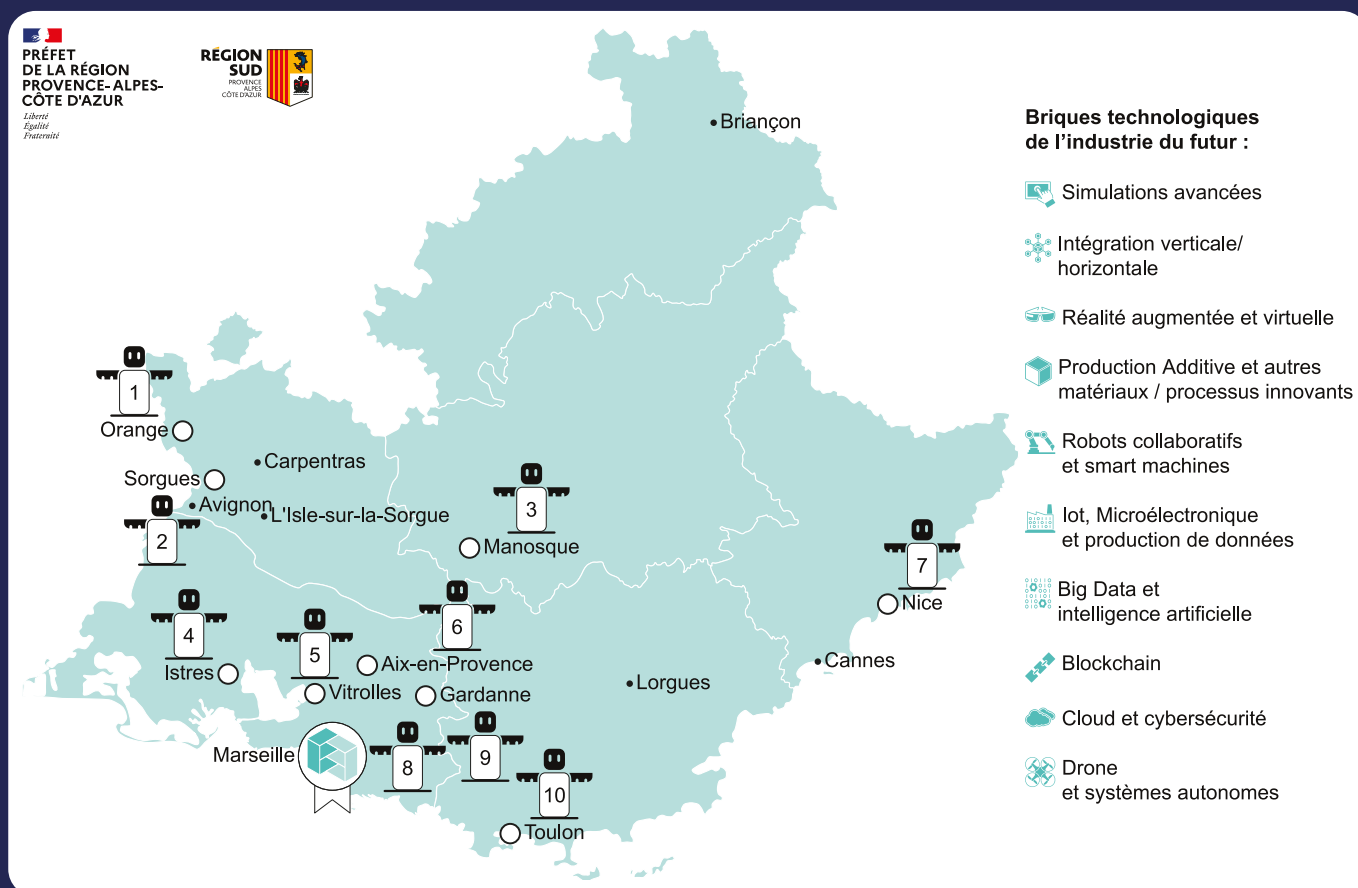 PRÉFET
DE LA RÉGION
PROVENCE-ALPES-
CÔTE D'AZUR
Liberté
Égalité
Fraternité
RÉGION
SUD
PROVENCE
ALPES
CÔTE D'AZUR
Briançon
Briques technologiques
de l'industrie du futur :
Simulations avancées
Intégration verticale/
horizontale
Réalité augmentée et virtuelle
Production Additive et autres
matériaux / processus innovants
Robots collaboratifs
et smart machines
Iot, Microélectronique
et production de données
Big Data et
intelligence artificielle
Blockchain
Cloud et cybersécurité
Drone
et systèmes autonomes
1
Orange
Carpentras
Sorgues
Avignon
L'Isle-sur-la-Sorgue
2
3
Manosque
7
Nice
4
Istres
5
Vitrolles
6
Aix-en-Provence
Gardanne
Cannes
Lorgues
Marseille
8
9
10
Toulon